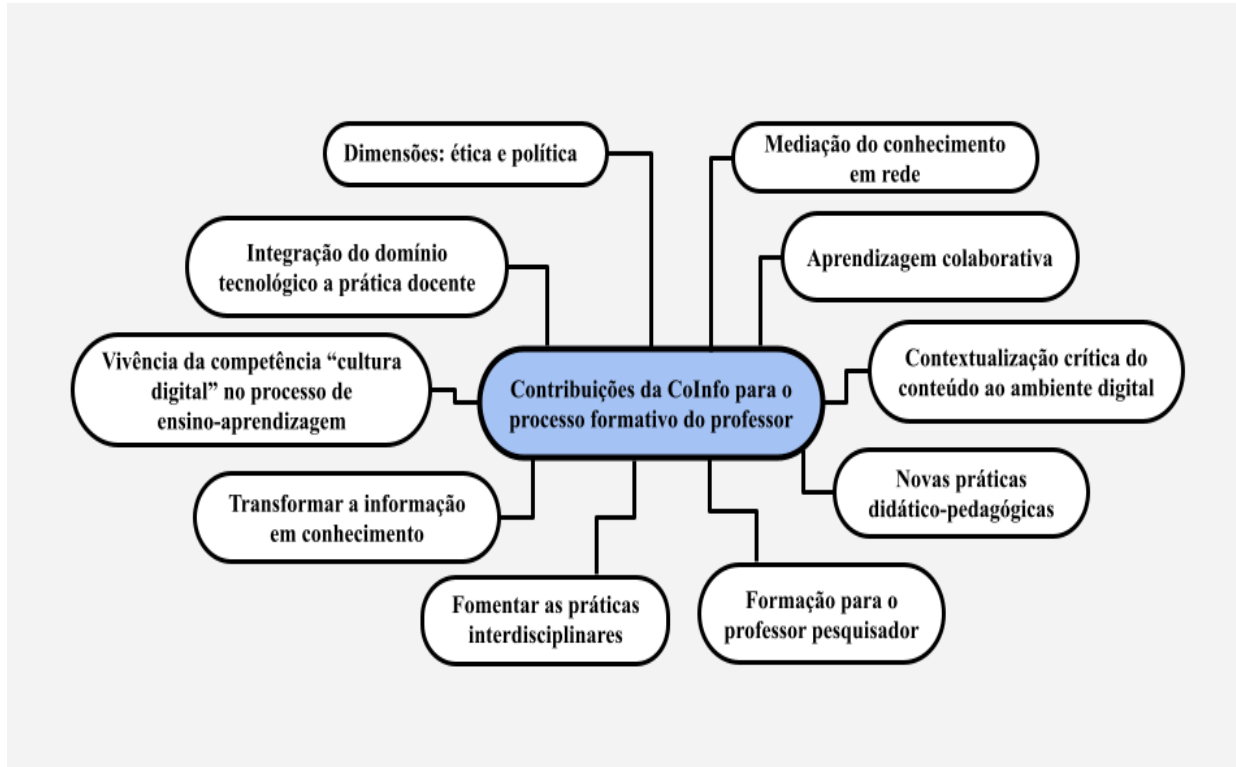 Dimensões: ética e política
Mediação do conhecimento
em rede
Integração do domínio
tecnológico a prática docente
Aprendizagem colaborativa
Vivência da competência “cultura
digital” no processo de
ensino-aprendizagem
Contribuições da CoInfo para o
processo formativo do professor
Contextualização crítica do
conteúdo ao ambiente digital
Transformar a informação
em conhecimento
Novas práticas
didático-pedagógicas
Fomentar as práticas
interdisciplinares
Formação para o
professor pesquisador